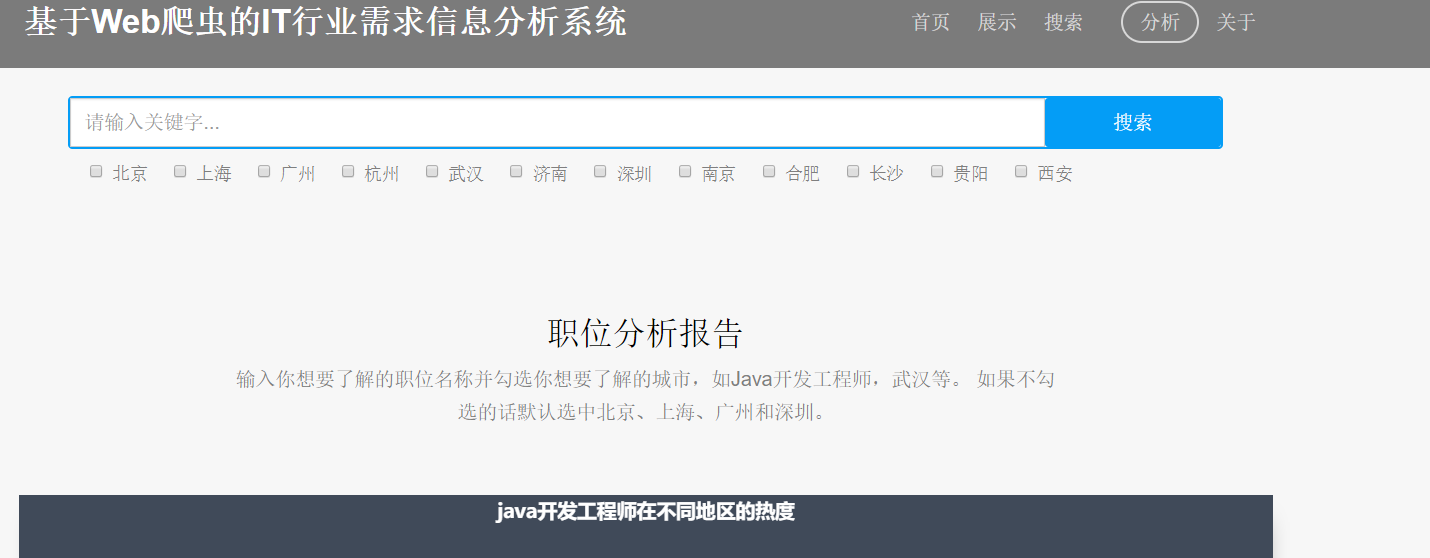 基于Web爬虫的IT行业需求信息分析系统 首页 展示 搜索 分析 关于
请输入关键字... 搜索
北京 上海 广州 杭州 武汉 济南 深圳 南京 合肥 长沙 贵阳 西安
职位分析报告
输入你想要了解的职位名称并勾选你想要了解的城市，如Java开发工程师，武汉等。 如果不勾
选的话默认选中北京、上海、广州和深圳。
java开发工程师在不同地区的热度